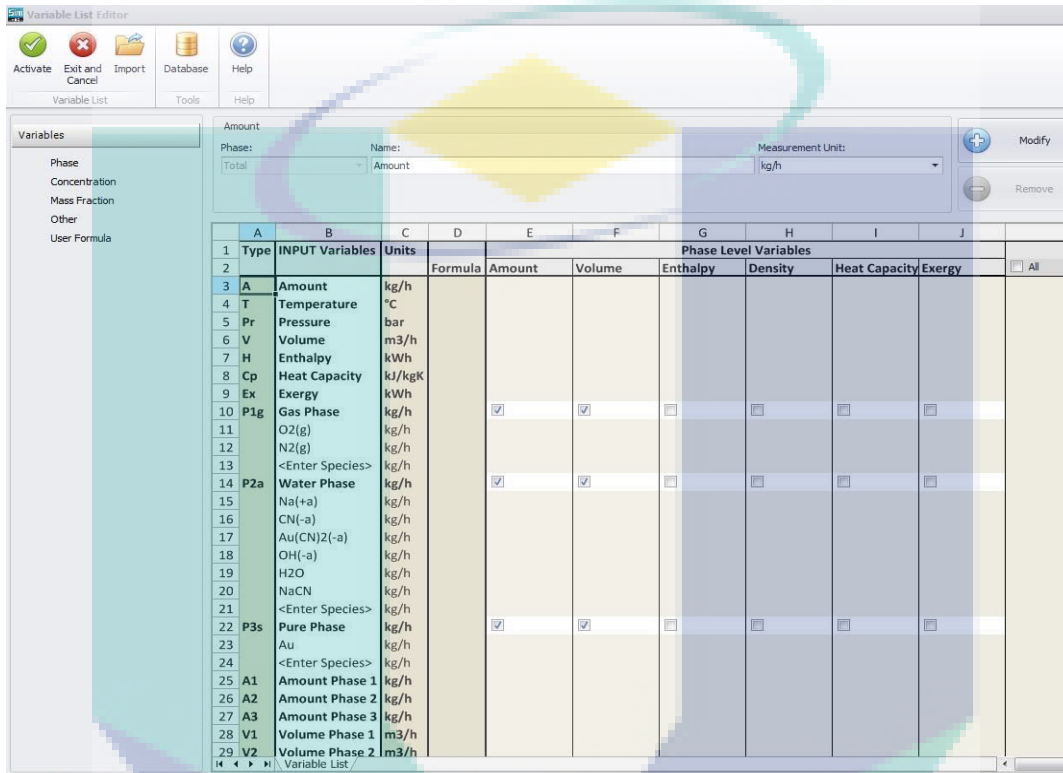 Variable List Editor
Activate Exit and Cancel Import Database Help
Variable List Tools Help
Variables
Phase
Concentration
Mass Fraction
Other
User Formula
Amount
Phase: Name: Measurement Unit:
Total Amount kg/h
Modify
Remove
A B C D E F G H I J
1 Type INPUT Variables Units Phase Level Variables
2 Formula Amount Volume Enthalpy Density Heat Capacity Exergy All
3 A Amount kg/h
4 T Temperature °C
5 Pr Pressure bar
6 V Volume m3/h
7 H Enthalpy kWh
8 Cp Heat Capacity kJ/kgK
9 Ex Exergy kWh
10 P1g Gas Phase kg/h
11 O2(g) kg/h
12 N2(g) kg/h
13 <Enter Species> kg/h
14 P2a Water Phase kg/h
15 Na(+a) kg/h
16 CN(-a) kg/h
17 Au(CN)2(-a) kg/h
18 OH(-a) kg/h
19 H2O kg/h
20 NaCN kg/h
21 <Enter Species> kg/h
22 P3s Pure Phase kg/h
23 Au kg/h
24 <Enter Species> kg/h
25 A1 Amount Phase 1 kg/h
26 A2 Amount Phase 2 kg/h
27 A3 Amount Phase 3 kg/h
28 V1 Volume Phase 1 m3/h
29 V2 Volume Phase 2 m3/h
Variable List